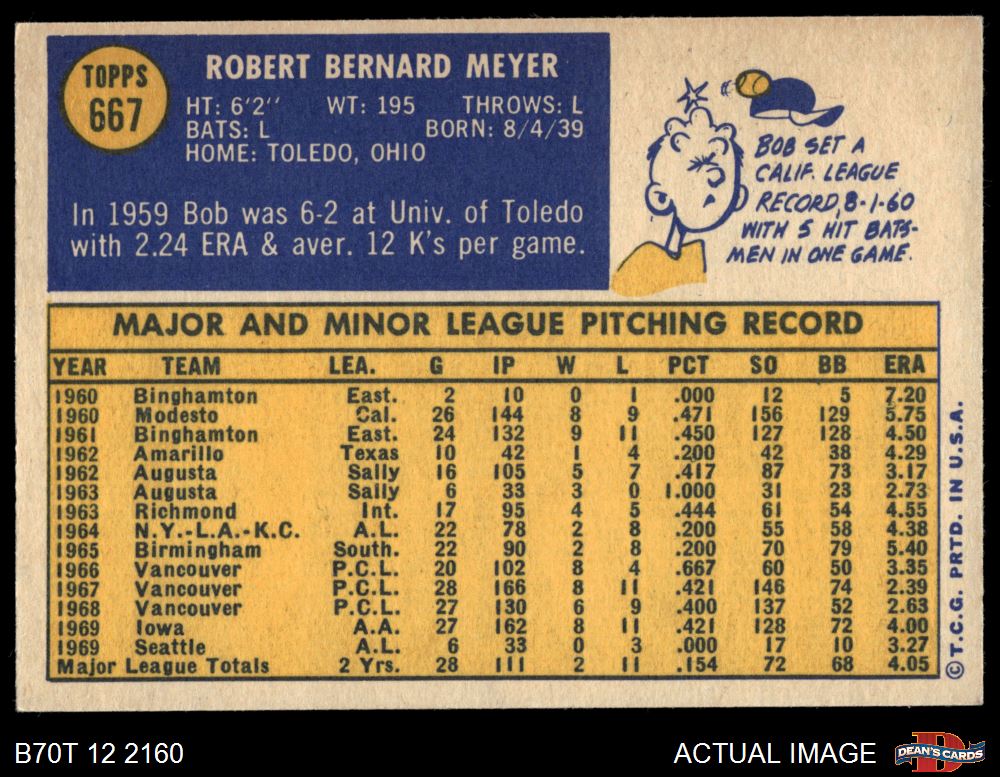 TOPPS
667
ROBERT BERNARD MEYER
HT: 6'2" WT: 195 THROWS: L
BATS: L BORN: 8/4/39
HOME: TOLEDO, OHIO
In 1959 Bob was 6-2 at Univ. of Toledo
with 2.24 ERA & aver. 12 K's per game.
BOB SET A
CALIF. LEAGUE
RECORD, 8-1-60
WITH 5 HIT BATS-
MEN IN ONE GAME.
MAJOR AND MINOR LEAGUE PITCHING RECORD
YEAR TEAM LEA. G IP W L PCT SO BB ERA
1960 Binghamton East. 2 10 0 1 .000 12 5 7.20
1960 Modesto Cal. 26 144 8 9 .471 156 129 5.75
1961 Binghamton East. 24 132 9 11 .450 127 128 4.50
1962 Amarillo Texas 10 42 1 4 .200 42 38 4.29
1962 Augusta Sally 16 105 5 7 .417 87 73 3.17
1963 Augusta Sally 6 33 3 0 1.000 31 23 2.73
1963 Richmond Int. 17 95 4 5 .444 61 54 4.55
1964 N.Y.-L.A.-K.C. A.L. 22 78 2 8 .200 55 58 4.38
1965 Birmingham South. 22 90 2 8 .200 70 79 5.40
1966 Vancouver P.C.L. 20 102 8 4 .667 60 50 3.35
1967 Vancouver P.C.L. 28 166 8 11 .421 146 74 2.39
1968 Vancouver P.C.L. 27 130 6 9 .400 137 52 2.63
1969 Iowa A.A. 27 162 8 11 .421 128 72 4.00
1969 Seattle A.L. 6 33 0 3 .000 17 10 3.27
Major League Totals 2 Yrs. 28 111 2 11 .154 72 68 4.05
© T.C.G. PRTD. IN U.S.A.
B70T 12 2160
ACTUAL IMAGE
DEAN'S CARDS